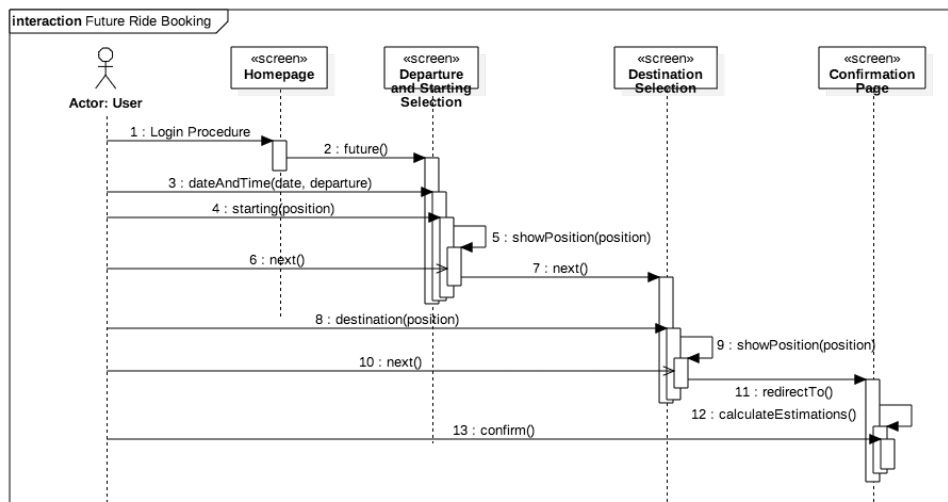 interaction Future Ride Booking
«screen»
Homepage
«screen»
Departure
and Starting
Selection
«screen»
Destination
Selection
«screen»
Confirmation
Page
Actor: User
1 : Login Procedure
2 : future()
3 : dateAndTime(date, departure)
4 : starting(position)
5 : showPosition(position)
6 : next()
7 : next()
8 : destination(position)
9 : showPosition(position)
10 : next()
11 : redirectTo()
12 : calculateEstimations()
13 : confirm()